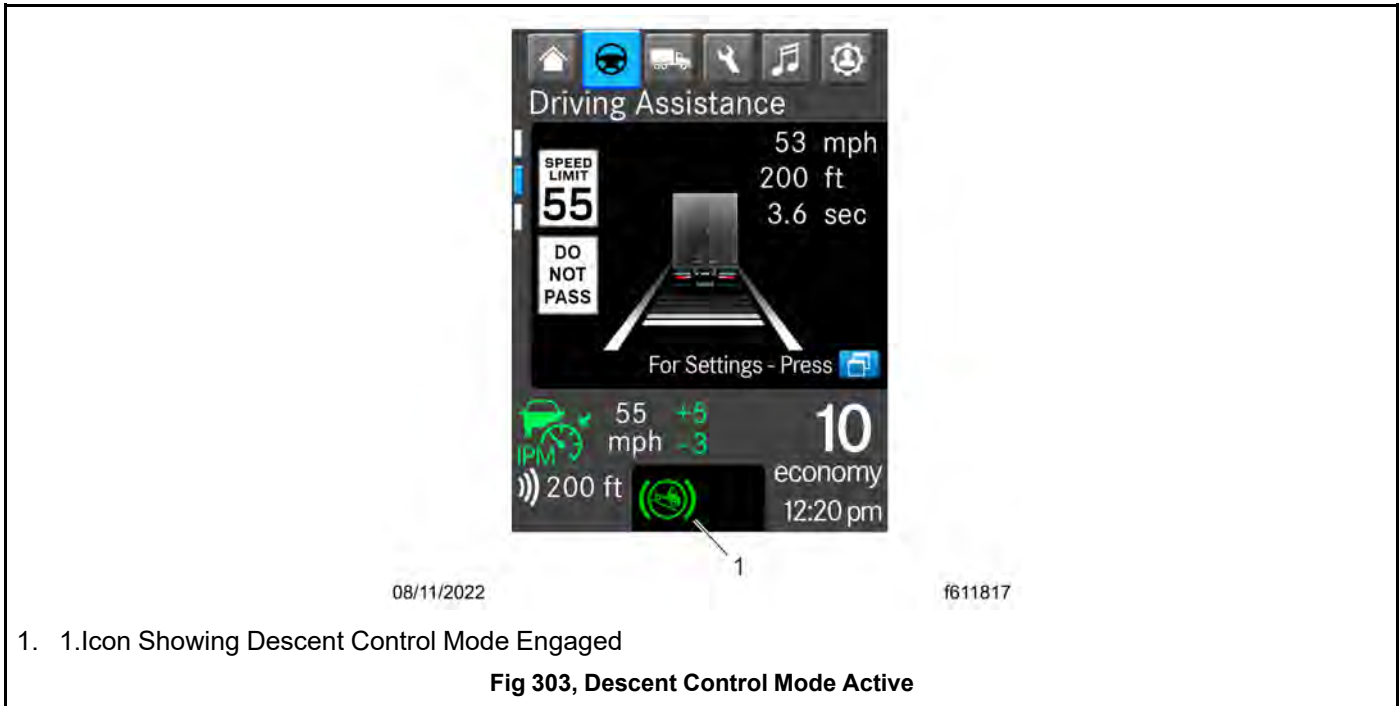 Driving Assistance
SPEED
LIMIT
55
DO
NOT
PASS
53 mph
200 ft
3.6 sec
For Settings - Press
IPM
55 +5
mph -3
10
economy
200 ft
12:20 pm
1
08/11/2022
f611817
1. 1.Icon Showing Descent Control Mode Engaged
Fig 303, Descent Control Mode Active